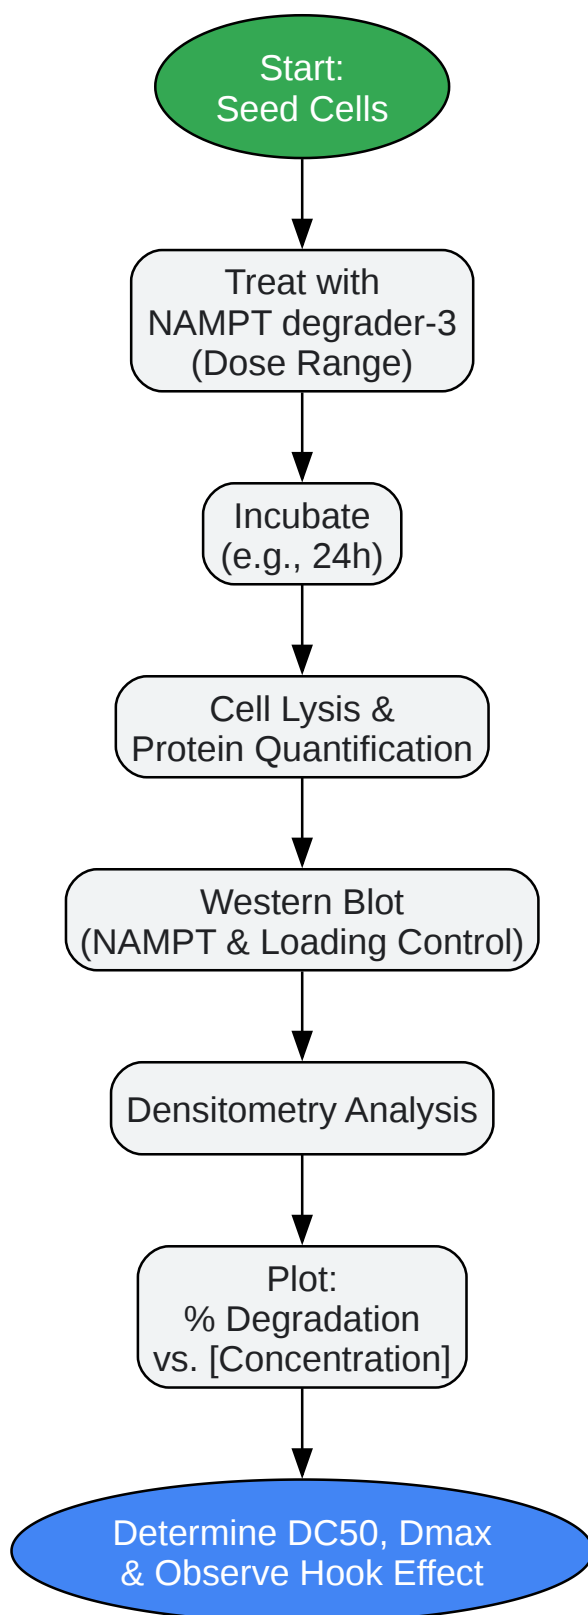 Start:
Seed Cells
Treat with
NAMPT degrader-3
(Dose Range)
Incubate
(e.g., 24h)
Cell Lysis &
Protein Quantification
Western Blot
(NAMPT & Loading Control)
Densitometry Analysis
Plot:
% Degradation
vs. [Concentration]
Determine DC50, Dmax
& Observe Hook Effect